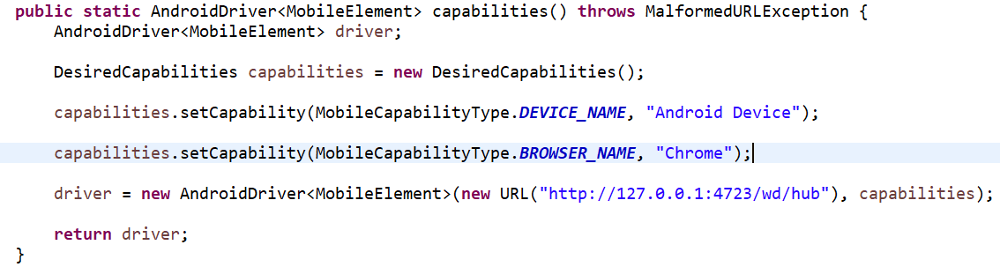 public static AndroidDriver<MobileElement> capabilities() throws MalformedURLException {
AndroidDriver<MobileElement> driver;
DesiredCapabilities capabilities = new DesiredCapabilities();
capabilities.setCapability(MobileCapabilityType.DEVICE_NAME, "Android Device");
capabilities.setCapability(MobileCapabilityType.BROWSER_NAME, "Chrome");
driver = new AndroidDriver<MobileElement>(new URL("http://127.0.0.1:4723/wd/hub"), capabilities);
return driver;
}